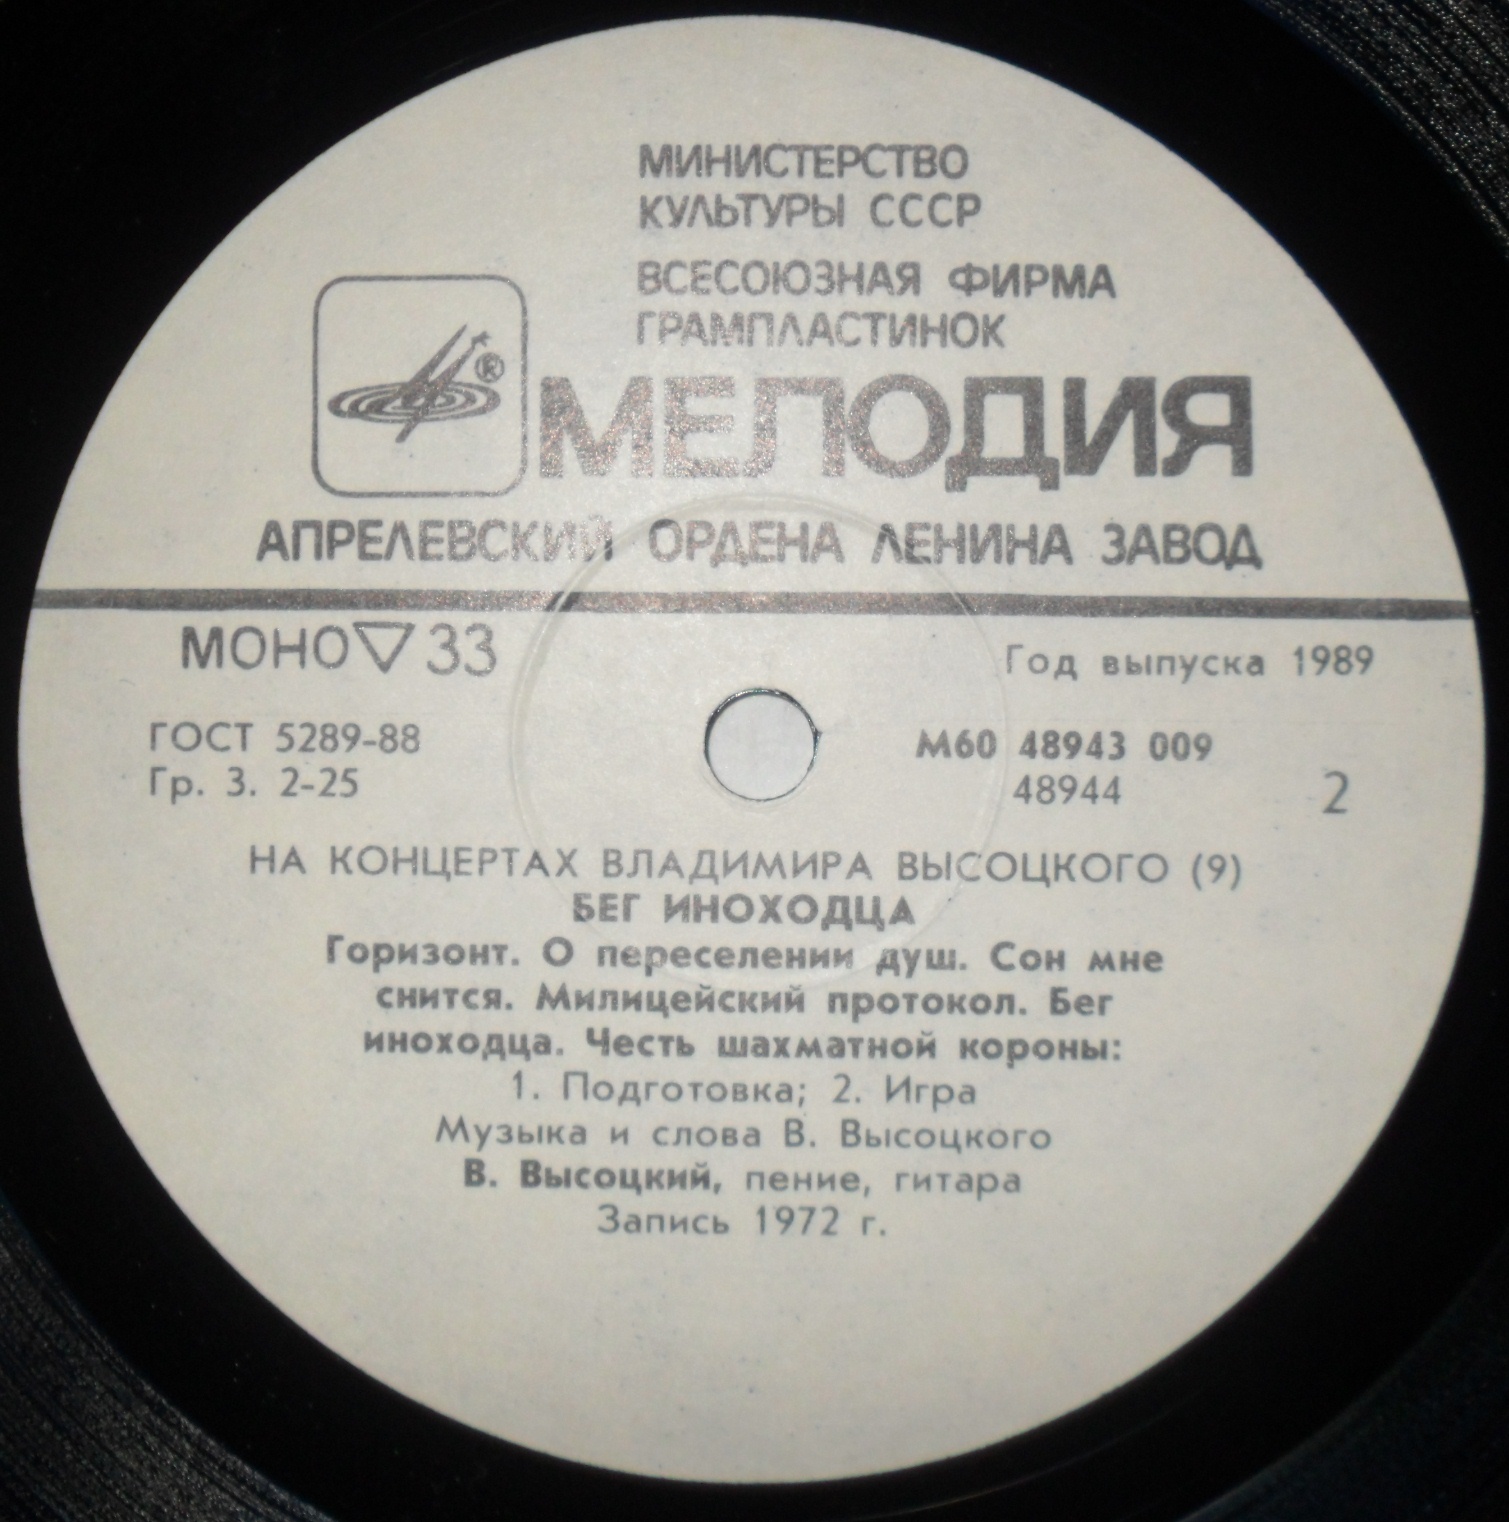 МИНИСТЕРСТВО
КУЛЬТУРЫ СССР
ВСЕСОЮЗНАЯ ФИРМА
ГРАМПЛАСТИНОК
®
МЕЛОДИЯ
АПРЕЛЕВСКИЙ ОРДЕНА ЛЕНИНА ЗАВОД
МОНО ▽ 33
Год выпуска 1989
ГОСТ 5289-88
Гр. 3. 2-25
М60 48943 009
48944
2
НА КОНЦЕРТАХ ВЛАДИМИРА ВЫСОЦКОГО (9)
БЕГ ИНОХОДЦА
Горизонт. О переселении душ. Сон мне
снится. Милицейский протокол. Бег
иноходца. Честь шахматной короны:
1. Подготовка; 2. Игра
Музыка и слова В. Высоцкого
В. Высоцкий, пение, гитара
Запись 1972 г.